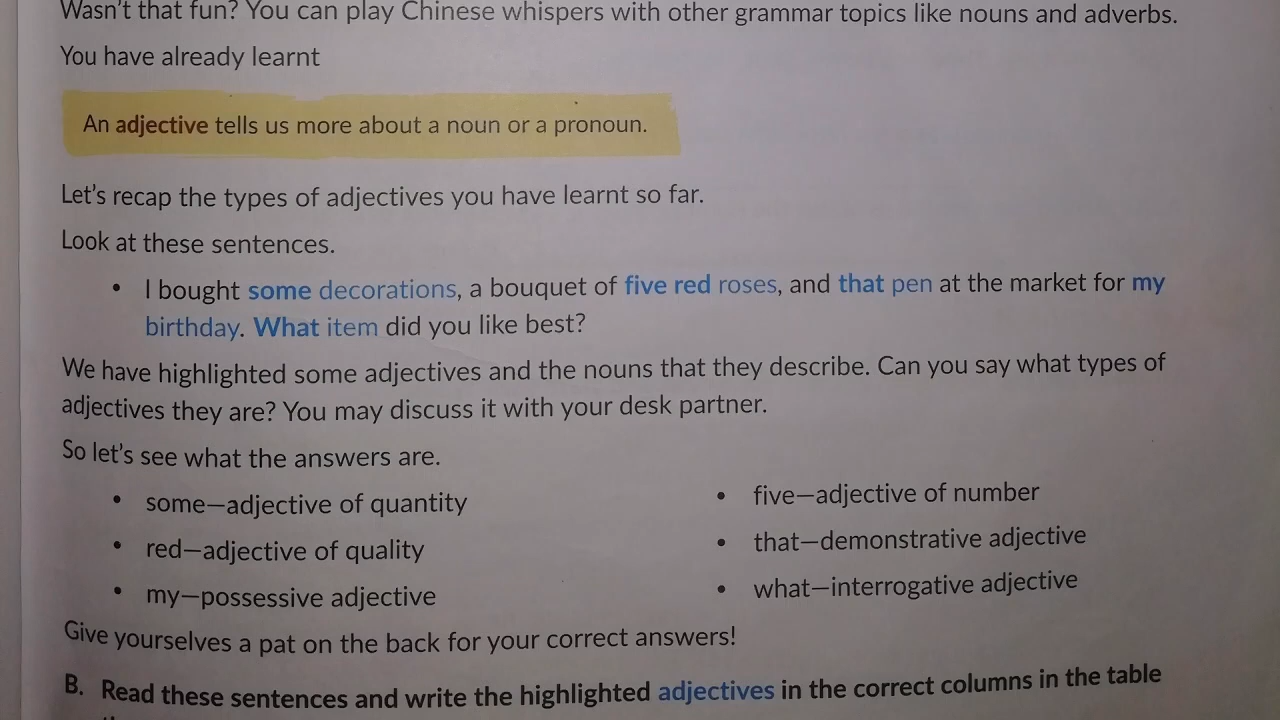 Wasn't that fun? You can play Chinese whispers with other grammar topics like nouns and adverbs.
You have already learnt
An adjective tells us more about a noun or a pronoun.
Let's recap the types of adjectives you have learnt so far.
Look at these sentences.
• I bought some decorations, a bouquet of five red roses, and that pen at the market for my
birthday. What item did you like best?
We have highlighted some adjectives and the nouns that they describe. Can you say what types of
adjectives they are? You may discuss it with your desk partner.
So let's see what the answers are.
• some—adjective of quantity
• red—adjective of quality
• my—possessive adjective
• five—adjective of number
• that—demonstrative adjective
• what—interrogative adjective
Give yourselves a pat on the back for your correct answers!
B. Read these sentences and write the highlighted adjectives in the correct columns in the table